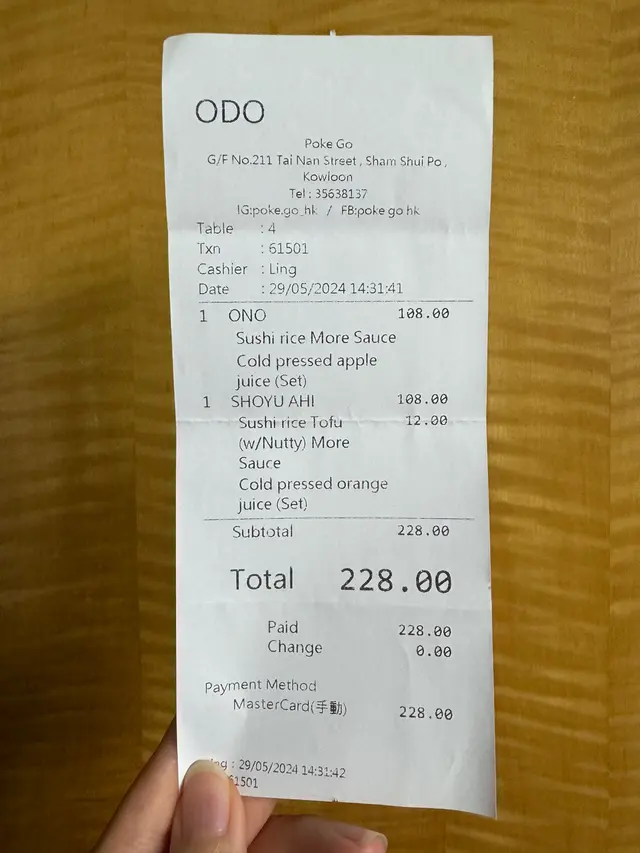 ODO
Poke Go
G/F No.211 Tai Nan Street , Sham Shui Po ,
Kowloon
Tel : 35638137
IG:poke.go_hk / FB:poke go hk
Table : 4
Txn : 61501
Cashier : Ling
Date : 29/05/2024 14:31:41
1 ONO 108.00
Sushi rice More Sauce
Cold pressed apple
juice (Set)
1 SHOYU AHI 108.00
Sushi rice Tofu 12.00
(w/Nutty) More
Sauce
Cold pressed orange
juice (Set)
Subtotal 228.00
Total 228.00
Paid 228.00
Change 0.00
Payment Method
MasterCard(手動) 228.00
: 29/05/2024 14:31:42
61501